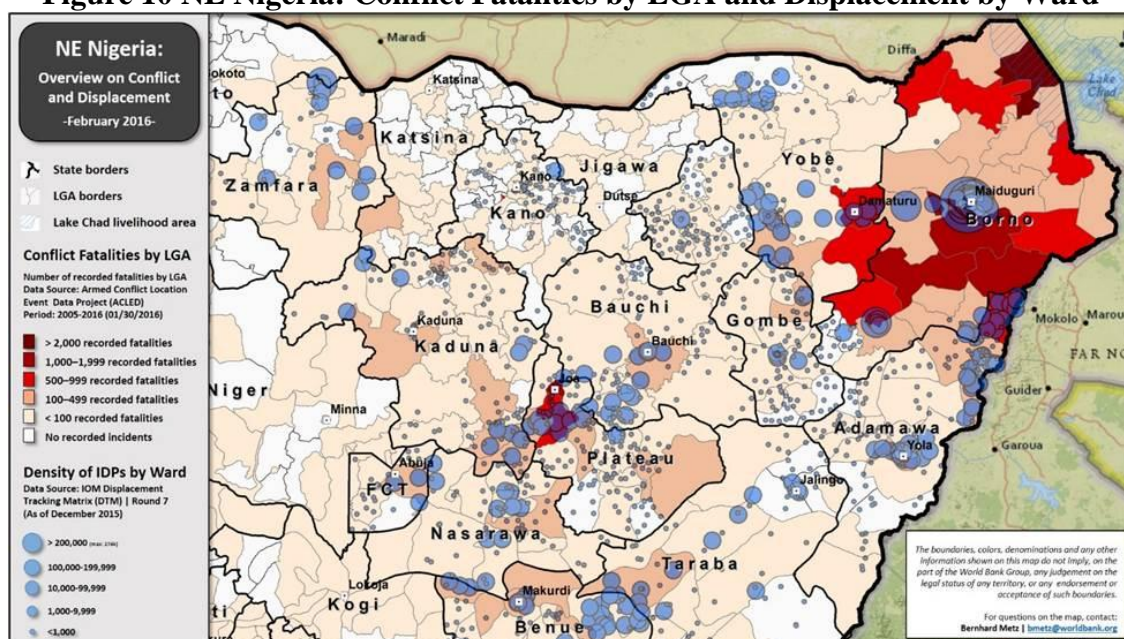 Figure 10 NE Nigeria: Conflict Fatalities by LGA and Displacement by Ward
NE Nigeria:
Overview on Conflict
and Displacement
-February 2016-
State borders
LGA borders
Lake Chad livelihood area
Conflict Fatalities by LGA
Number of recorded fatalities by LGA
Data Source: Armed Conflict Location
Event Data Project (ACLED)
Period: 2005-2016 (01/30/2016)
> 2,000 recorded fatalities
1,000–1,999 recorded fatalities
500–999 recorded fatalities
100–499 recorded fatalities
< 100 recorded fatalities
No recorded incidents
Density of IDPs by Ward
Data Source: IOM Displacement
Tracking Matrix (DTM) | Round 7
(As of December 2015)
> 200,000
100,000-199,999
10,000-99,999
1,000-9,999
<1,000
Maradi
Diffa
Lake
Chad
Katsina
Katsina
Zamfara
Jigawa
Yobe
Kano
Kano
Dutse
Damaturu
Maiduguri
Borno
Bauchi
Gombe
Bauchi
Kaduna
Kaduna
Mokolo
Marou
FAR NO
Guider
Garoua
Niger
Minna
Jos
Adamawa
Yola
Plateau
Abuja
FCT
Jalingo
Nasarawa
Taraba
Lokoja
Kogi
Makurdi
Benue
The boundaries, colors, denominations and any other
information shown on this map do not imply, on the
part of the World Bank Group, any judgement on the
legal status of any territory, or any endorsement or
acceptance of such boundaries.
For questions on the map, contact:
Bernhard Metz | bmetz@worldbank.org